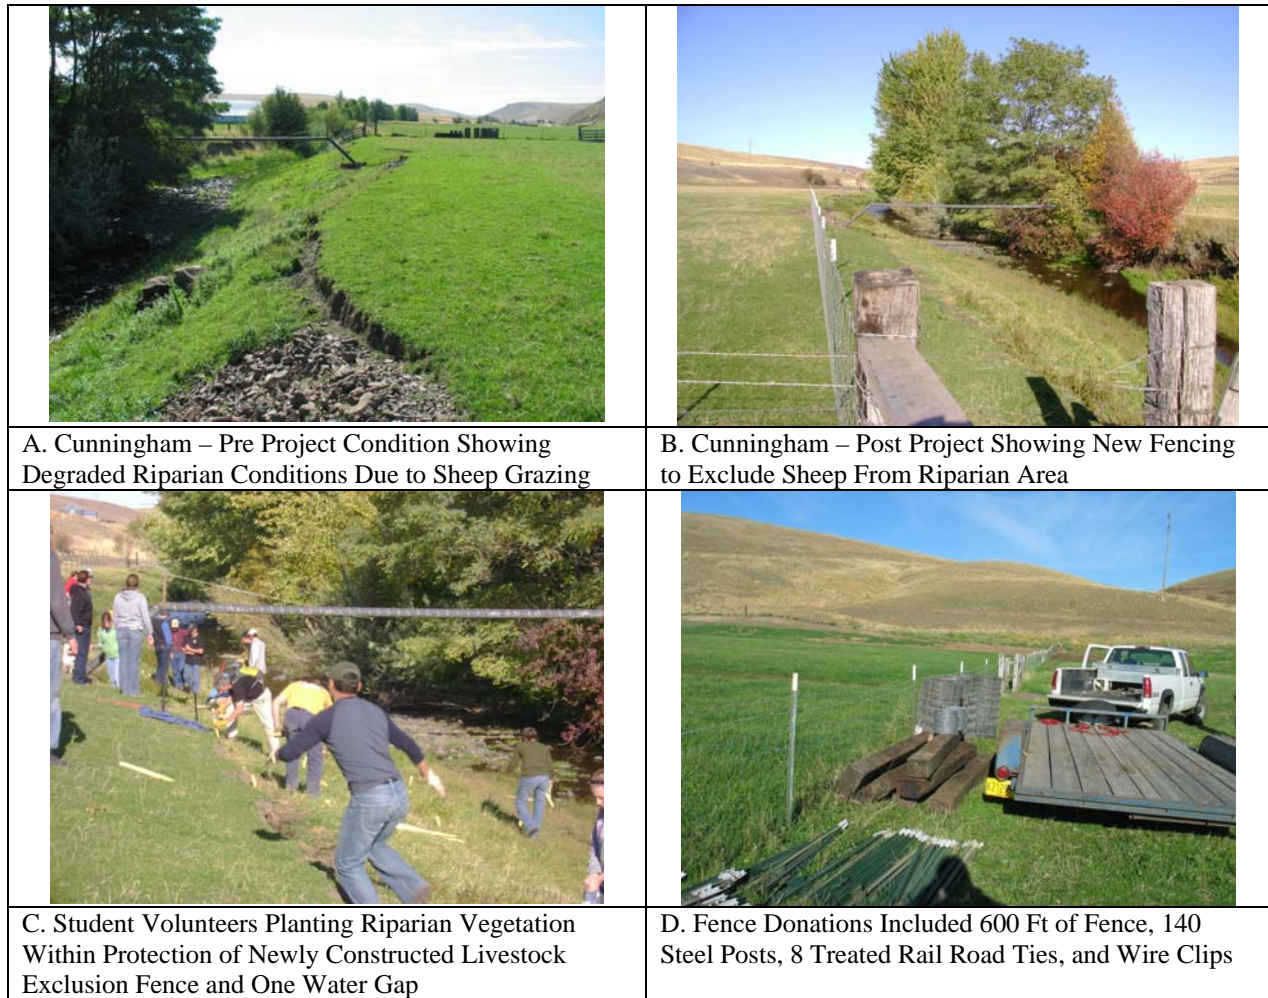 A. Cunningham – Pre Project Condition Showing
Degraded Riparian Conditions Due to Sheep Grazing
B. Cunningham – Post Project Showing New Fencing
to Exclude Sheep From Riparian Area
C. Student Volunteers Planting Riparian Vegetation
Within Protection of Newly Constructed Livestock
Exclusion Fence and One Water Gap
D. Fence Donations Included 600 Ft of Fence, 140
Steel Posts, 8 Treated Rail Road Ties, and Wire Clips